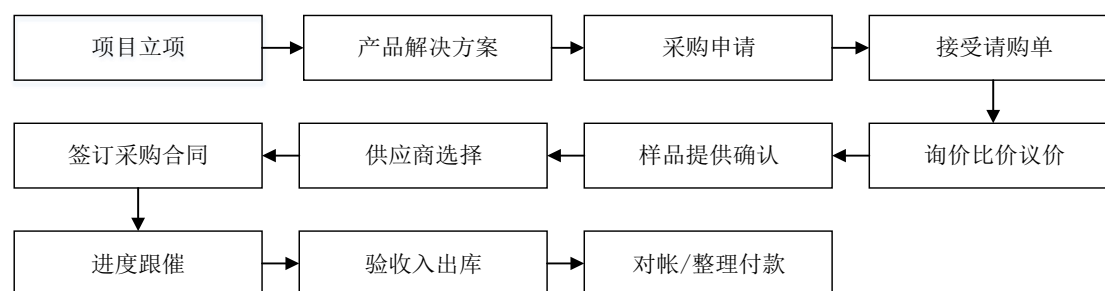 项目立项
产品解决方案
采购申请
接受请购单
询价比价议价
样品提供确认
供应商选择
签订采购合同
进度跟催
验收入出库
对帐/整理付款